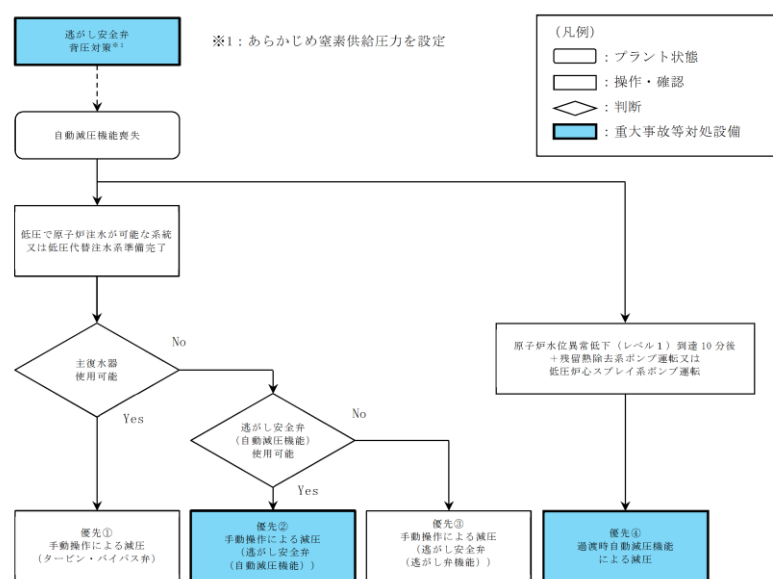 逃がし安全弁
背圧対策※1
※1：あらかじめ窒素供給圧力を設定
(凡例)
：プラント状態
：操作・確認
：判断
：重大事故等対処設備
自動減圧機能喪失
低圧で原子炉注水が可能な系統
又は低圧代替注水系準備完了
原子炉水位異常低下（レベル１）到達10分後
＋残留熱除去系ポンプ運転又は
低圧炉心スプレイ系ポンプ運転
主復水器
使用可能
No
Yes
逃がし安全弁
（自動減圧機能）
使用可能
No
Yes
優先①
手動操作による減圧
（タービン・バイパス弁）
優先②
手動操作による減圧
（逃がし安全弁
（自動減圧機能））
優先③
手動操作による減圧
（逃がし安全弁
（逃がし弁機能））
優先④
過渡時自動減圧機能
による減圧